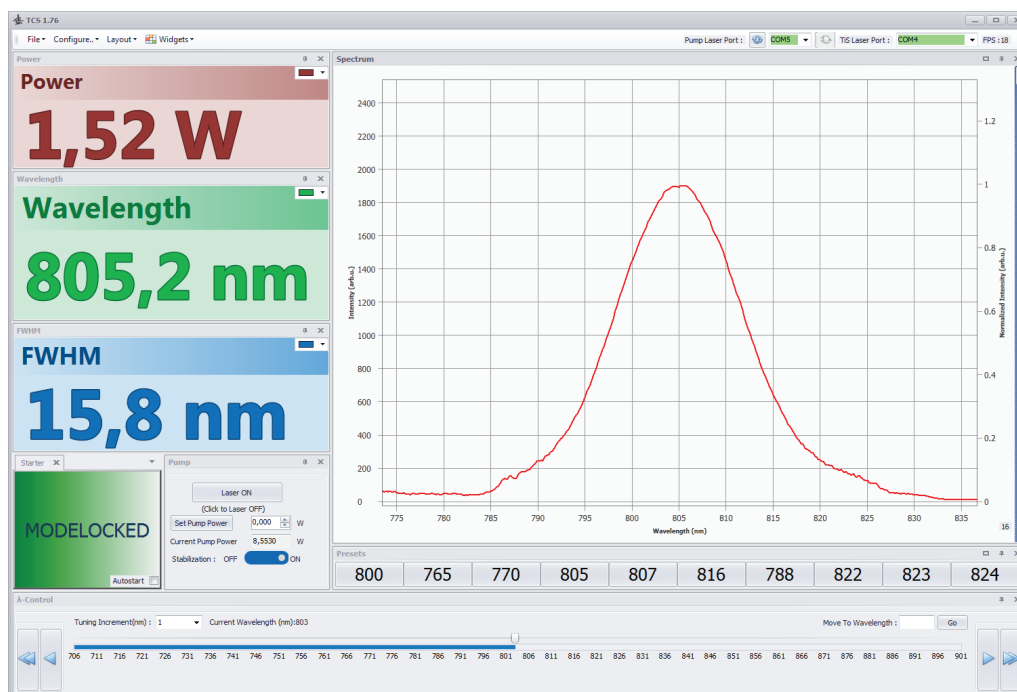 TCS 1.76
File Configure.. Layout Widgets Pump Laser Port : COM5 TiS Laser Port : COM4 FPS :18
Power
Power
1,52 W
Wavelength
Wavelength
805,2 nm
FWHM
FWHM
15,8 nm
Starter
MODELOCKED
Autostart
Pump
Laser ON
(Click to Laser OFF)
Set Pump Power 0,000 W
Current Pump Power 8,5530 W
Stabilization : OFF ON
Spectrum
2400
2200
2000
1800
1600
1400
1200
1000
800
600
400
200
0
Intensity (arb.u.)
1.2
1
0.8
0.6
0.4
0.2
0
Normalized Intensity (arb.u.)
775 780 785 790 795 800 805 810 815 820 825 830 835
Wavelength (nm)
16
Presets
800 765 770 805 807 816 788 822 823 824
λ-Control
Tuning Increment(nm) : 1 Current Wavelength (nm):803 Move To Wavelength : Go
706 711 716 721 726 731 736 741 746 751 756 761 766 771 776 781 786 791 796 801 806 811 816 821 826 831 836 841 846 851 856 861 866 871 876 881 886 891 896 901